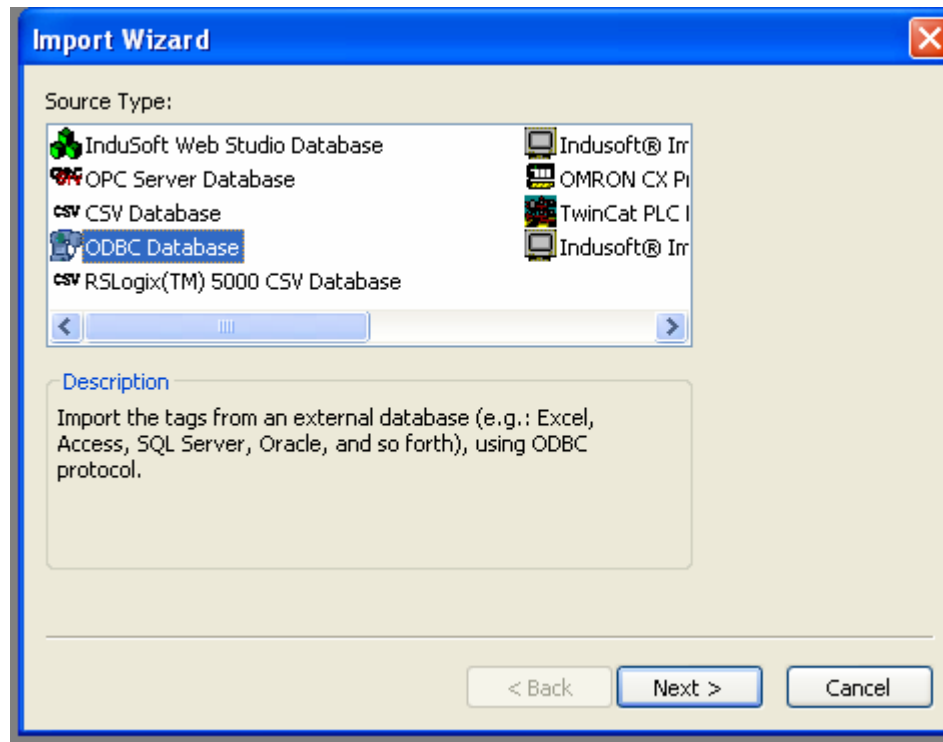 Import Wizard
Source Type:
InduSoft Web Studio Database
OPC Server Database
CSV CSV Database
ODBC Database
CSV RSLogix(TM) 5000 CSV Database
Indusoft® Im
OMRON CX P
TwinCat PLC
Indusoft® Im
Description
Import the tags from an external database (e.g.: Excel,
Access, SQL Server, Oracle, and so forth), using ODBC
protocol.
< Back Next > Cancel